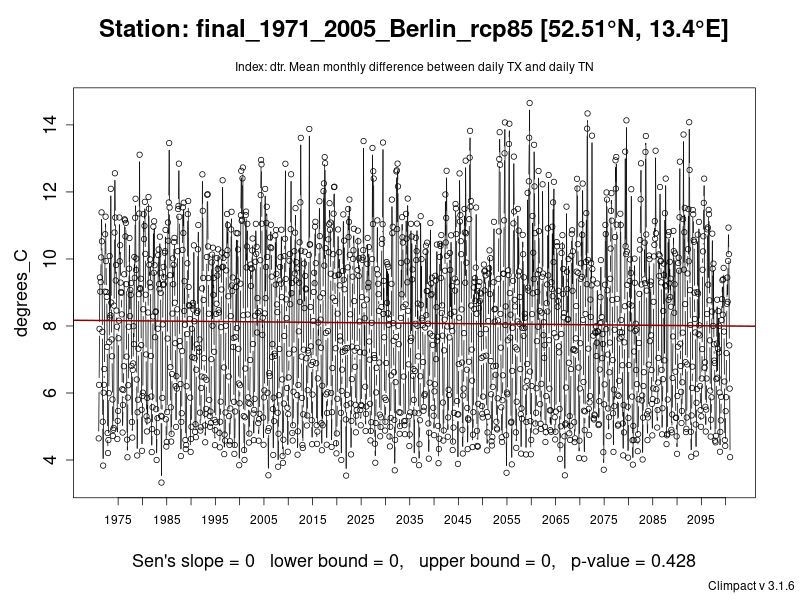 Station: final_1971_2005_Berlin_rcp85 [52.51°N, 13.4°E]
Index: dtr. Mean monthly difference between daily TX and daily TN
degrees_C
14
12
10
8
6
4
1975 1985 1995 2005 2015 2025 2035 2045 2055 2065 2075 2085 2095
Sen's slope = 0 lower bound = 0, upper bound = 0, p-value = 0.428
Climpact v 3.1.6